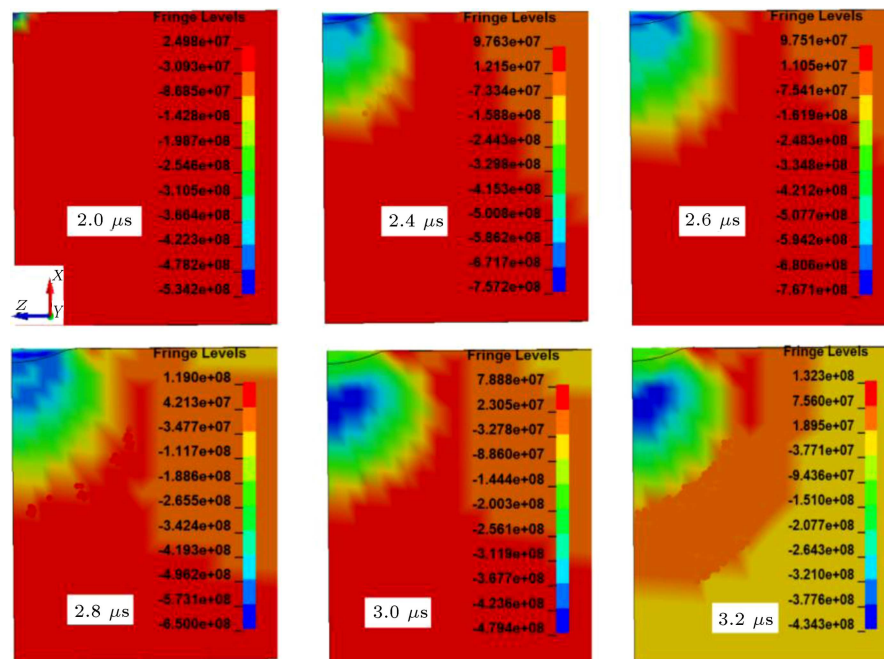 Fringe Levels
2.498e+07
-3.093e+07
-8.685e+07
-1.428e+08
-1.987e+08
-2.546e+08
-3.105e+08
-3.664e+08
-4.223e+08
-4.782e+08
-5.342e+08
2.0 μs
X
Z
Y
Fringe Levels
9.763e+07
1.215e+07
-7.334e+07
-1.588e+08
-2.443e+08
-3.298e+08
-4.153e+08
-5.008e+08
-5.862e+08
-6.717e+08
-7.572e+08
2.4 μs
Fringe Levels
9.751e+07
1.105e+07
-7.541e+07
-1.619e+08
-2.483e+08
-3.348e+08
-4.212e+08
-5.077e+08
-5.942e+08
-6.806e+08
-7.671e+08
2.6 μs
Fringe Levels
1.190e+08
4.213e+07
-3.477e+07
-1.117e+08
-1.886e+08
-2.655e+08
-3.424e+08
-4.193e+08
-4.962e+08
-5.731e+08
-6.500e+08
2.8 μs
Fringe Levels
7.888e+07
2.305e+07
-3.278e+07
-8.860e+07
-1.444e+08
-2.003e+08
-2.561e+08
-3.119e+08
-3.677e+08
-4.236e+08
-4.794e+08
3.0 μs
Fringe Levels
1.323e+08
7.560e+07
1.895e+07
-3.771e+07
-9.436e+07
-1.510e+08
-2.077e+08
-2.643e+08
-3.210e+08
-3.776e+08
-4.343e+08
3.2 μs